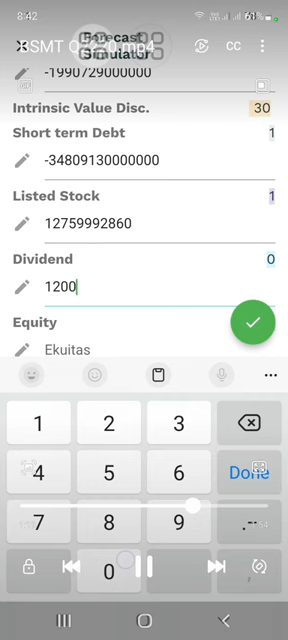 8:42
61%
BSMT Q
20.mp4
Forecast
Simulator
CC
-1990729000000
Intrinsic Value Disc.
30
Short term Debt
1
-34809130000000
Listed Stock
1
12759992860
Dividend
0
1200
Equity
Ekuitas
1 2 3
4 5 6 Done
7 8 9 .-
0